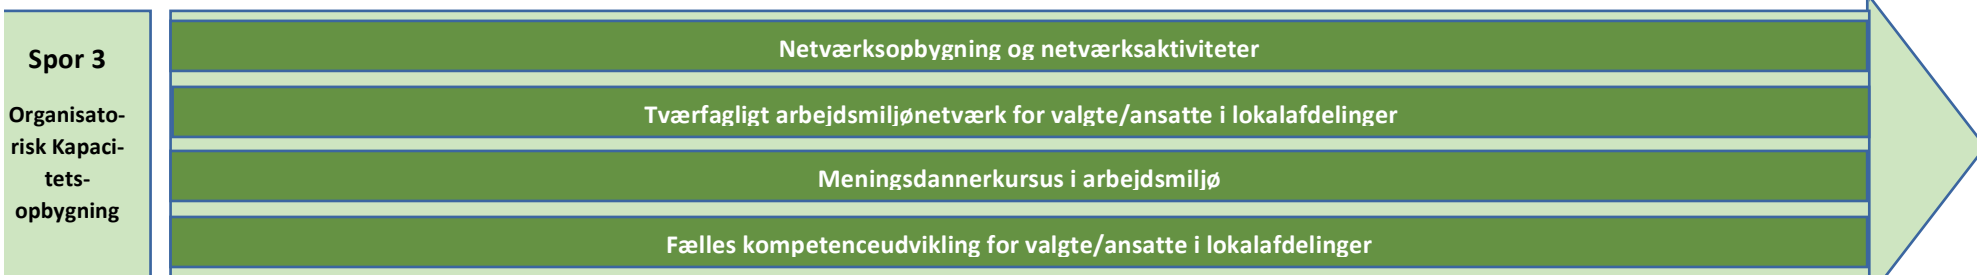 Spor 3
Organisato-
risk Kapaci-
tets-
opbygning
Netværksopbygning og netværksaktiviteter
Tværfagligt arbejdsmiljønetværk for valgte/ansatte i lokalafdelinger
Meningsdannerkursus i arbejdsmiljø
Fælles kompetenceudvikling for valgte/ansatte i lokalafdelinger